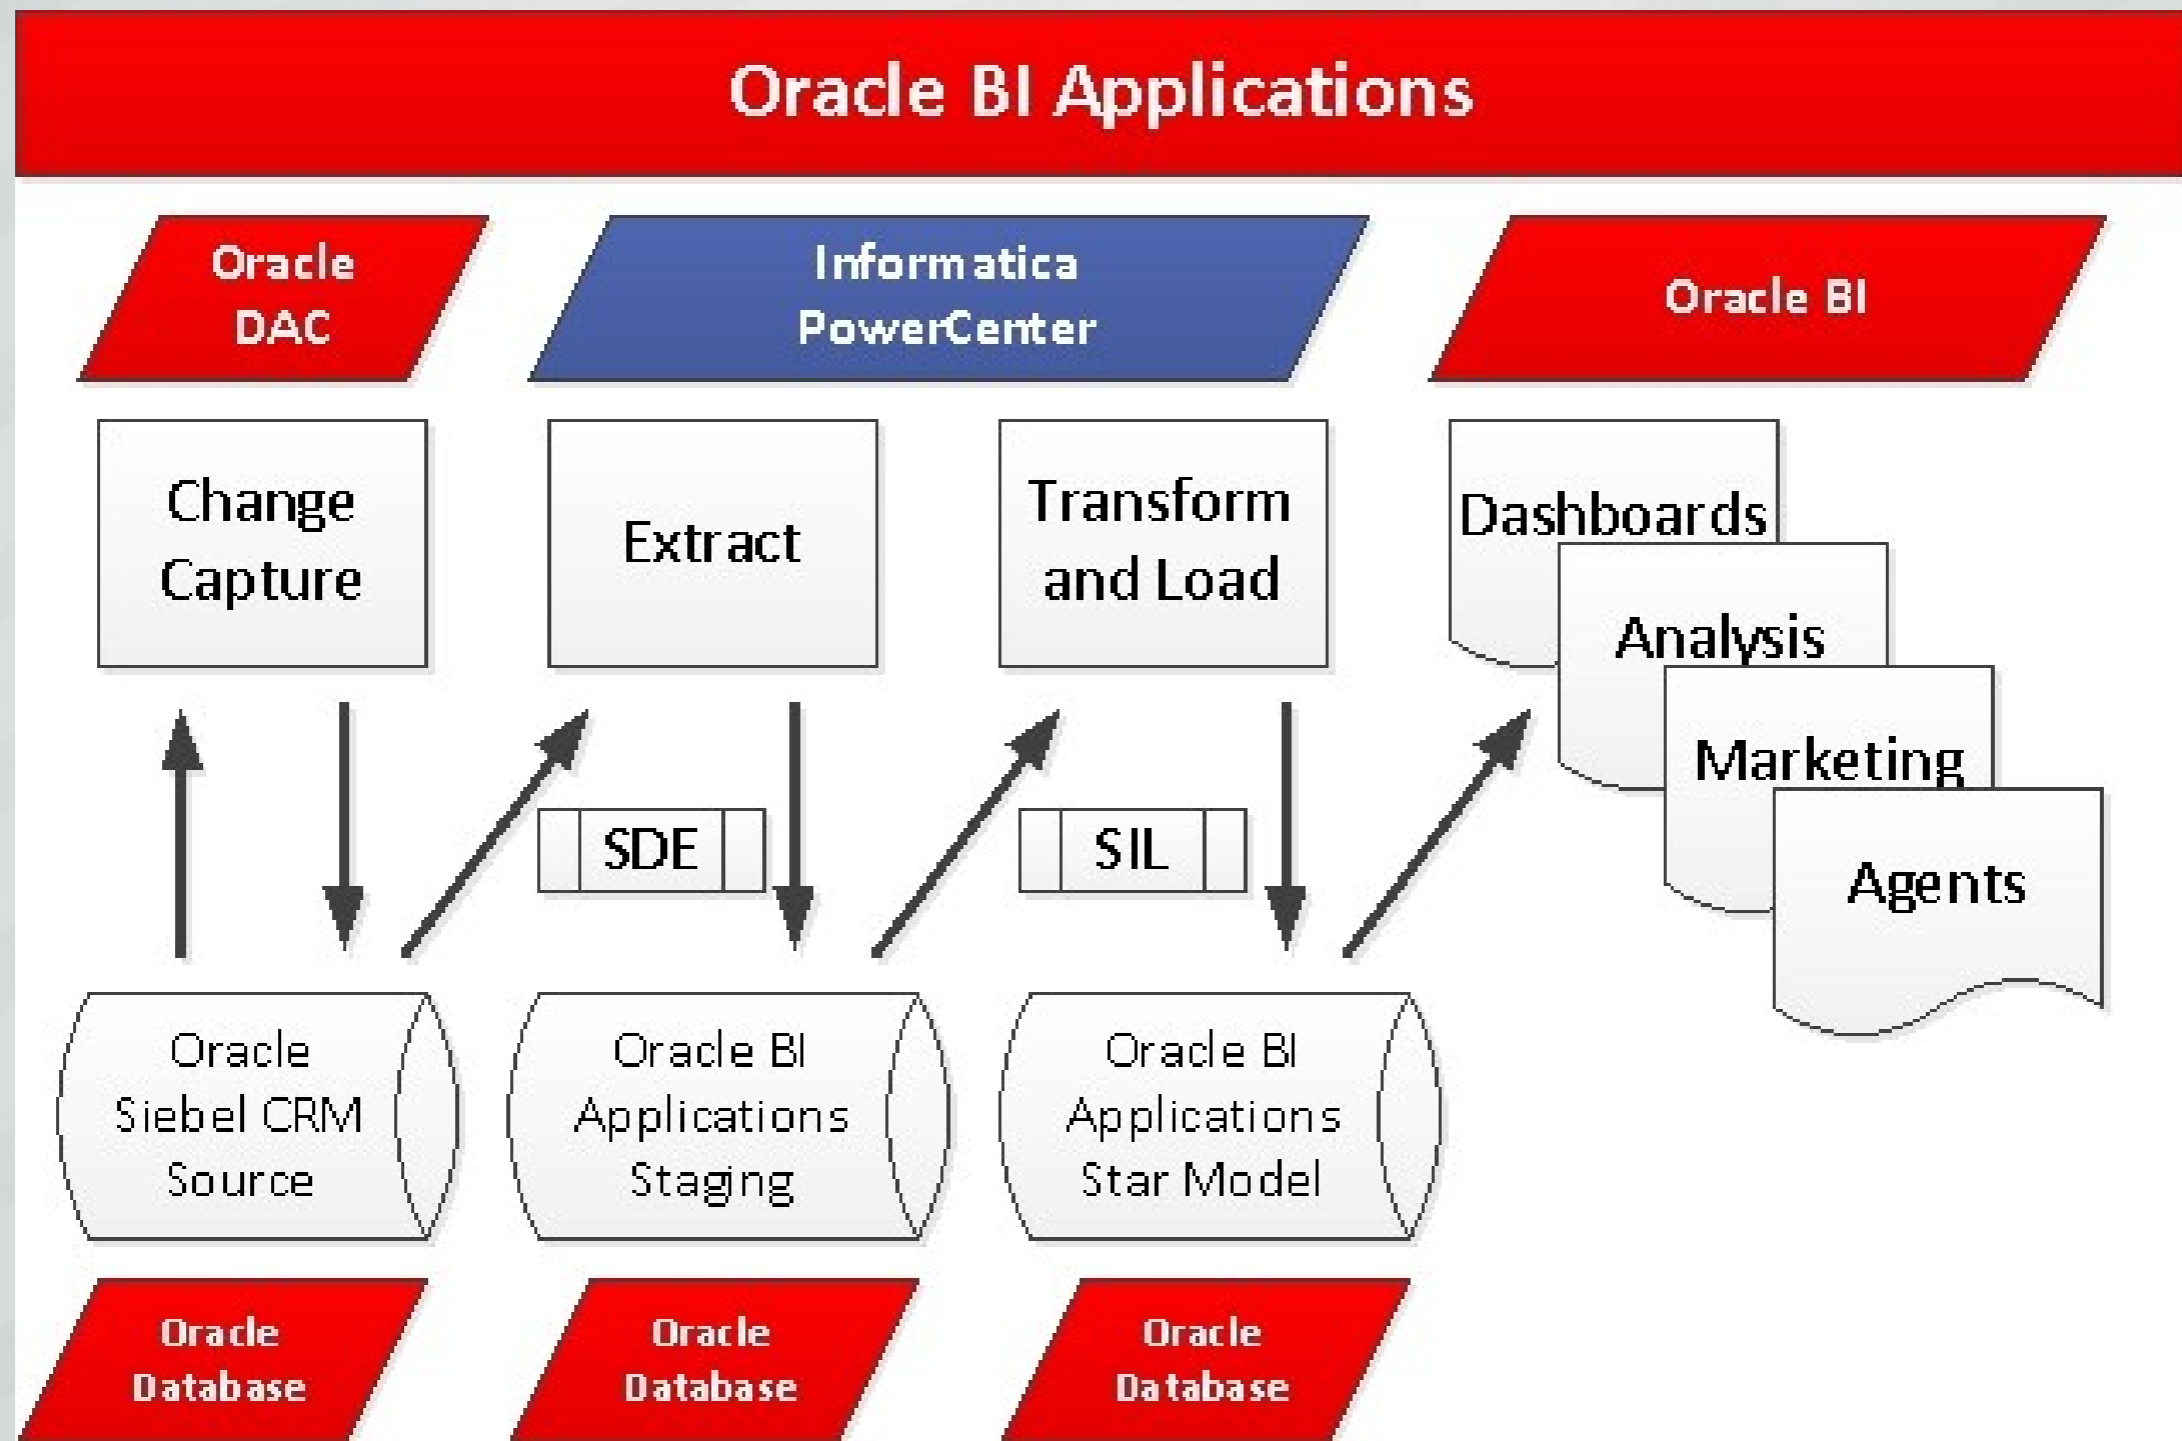 Oracle BI Applications
Oracle
DAC
Informatica
PowerCenter
Oracle BI
Change
Capture
Extract
Transform
and Load
Dashboards
Analysis
Marketing
Agents
SDE
SIL
Oracle
Siebel CRM
Source
Oracle BI
Applications
Staging
Oracle BI
Applications
Star Model
Oracle
Database
Oracle
Database
Oracle
Database